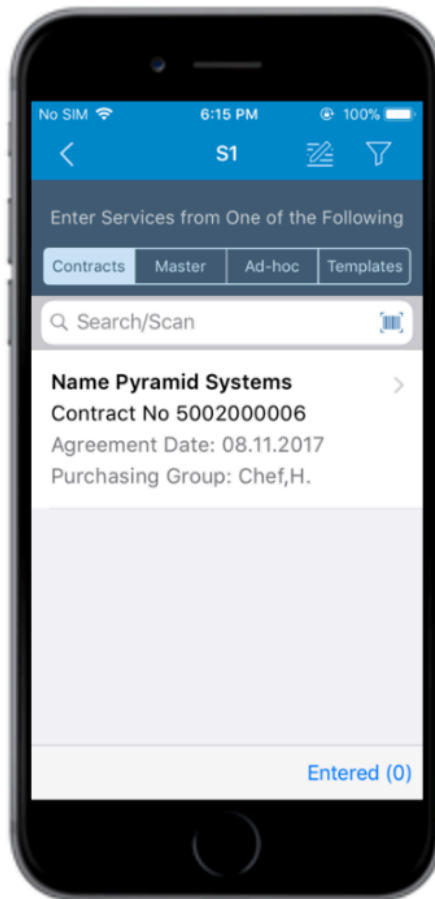 No SIM 6:15 PM 100%
S1
Enter Services from One of the Following
Contracts Master Ad-hoc Templates
Search/Scan
Name Pyramid Systems
Contract No 5002000006
Agreement Date: 08.11.2017
Purchasing Group: Chef,H.
Entered (0)